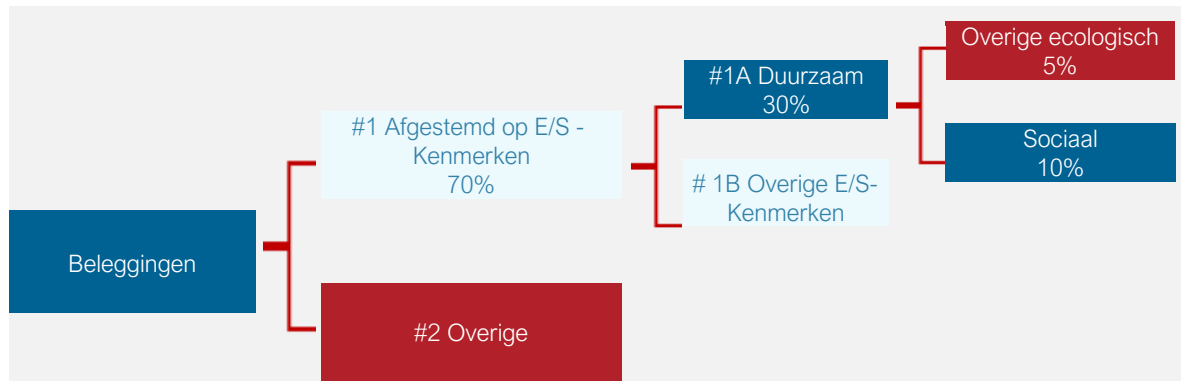 Beleggingen
#1 Afgestemd op E/S -
Kenmerken
70%
#2 Overige
#1A Duurzaam
30%
# 1B Overige E/S-
Kenmerken
Overige ecologisch
5%
Sociaal
10%